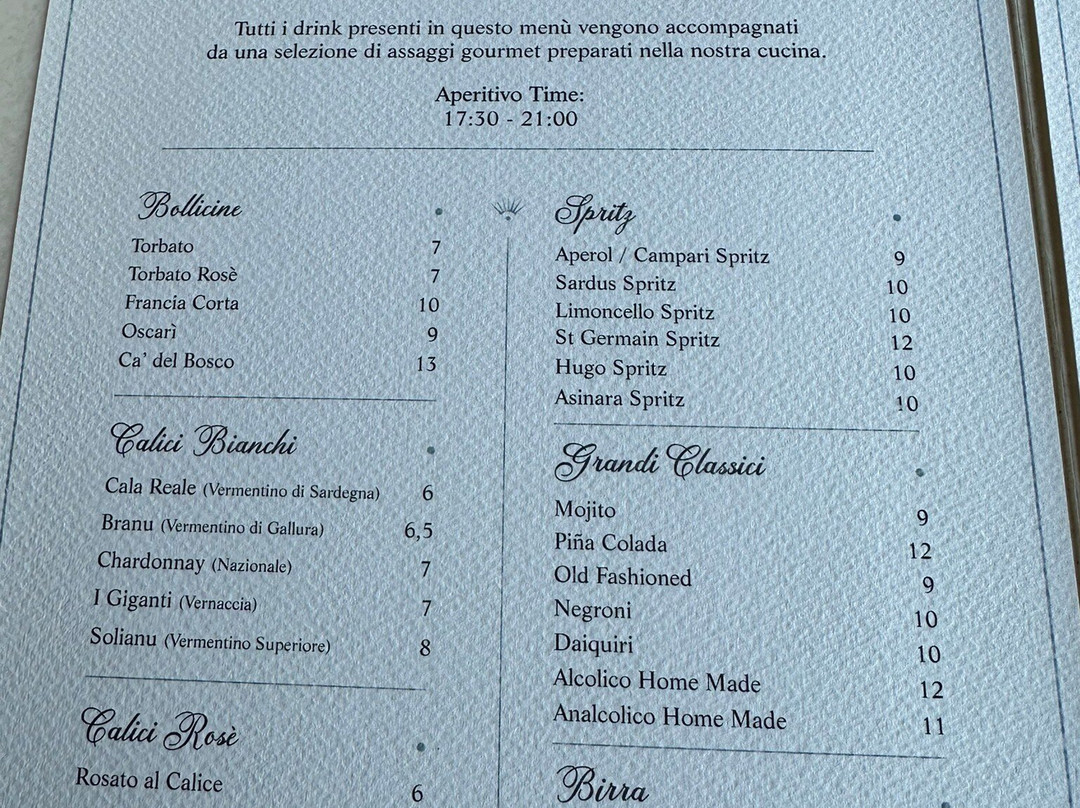 Tutti i drink presenti in questo menù vengono accompagnati
da una selezione di assaggi gourmet preparati nella nostra cucina.
Aperitivo Time:
17:30 - 21:00
Bollicine
Torbato 7
Torbato Rosè 7
Francia Corta 10
Oscarì 9
Ca' del Bosco 13
Calici Bianchi
Cala Reale (Vermentino di Sardegna) 6
Branu (Vermentino di Gallura) 6,5
Chardonnay (Nazionale) 7
I Giganti (Vernaccia) 7
Solianu (Vermentino Superiore) 8
Calici Rosè
Rosato al Calice 6
Spritz
Aperol / Campari Spritz 9
Sardus Spritz 10
Limoncello Spritz 10
St Germain Spritz 12
Hugo Spritz 10
Asinara Spritz 10
Grandi Classici
Mojito 9
Piña Colada 12
Old Fashioned 9
Negroni 10
Daiquiri 10
Alcolico Home Made 12
Analcolico Home Made 11
Birra